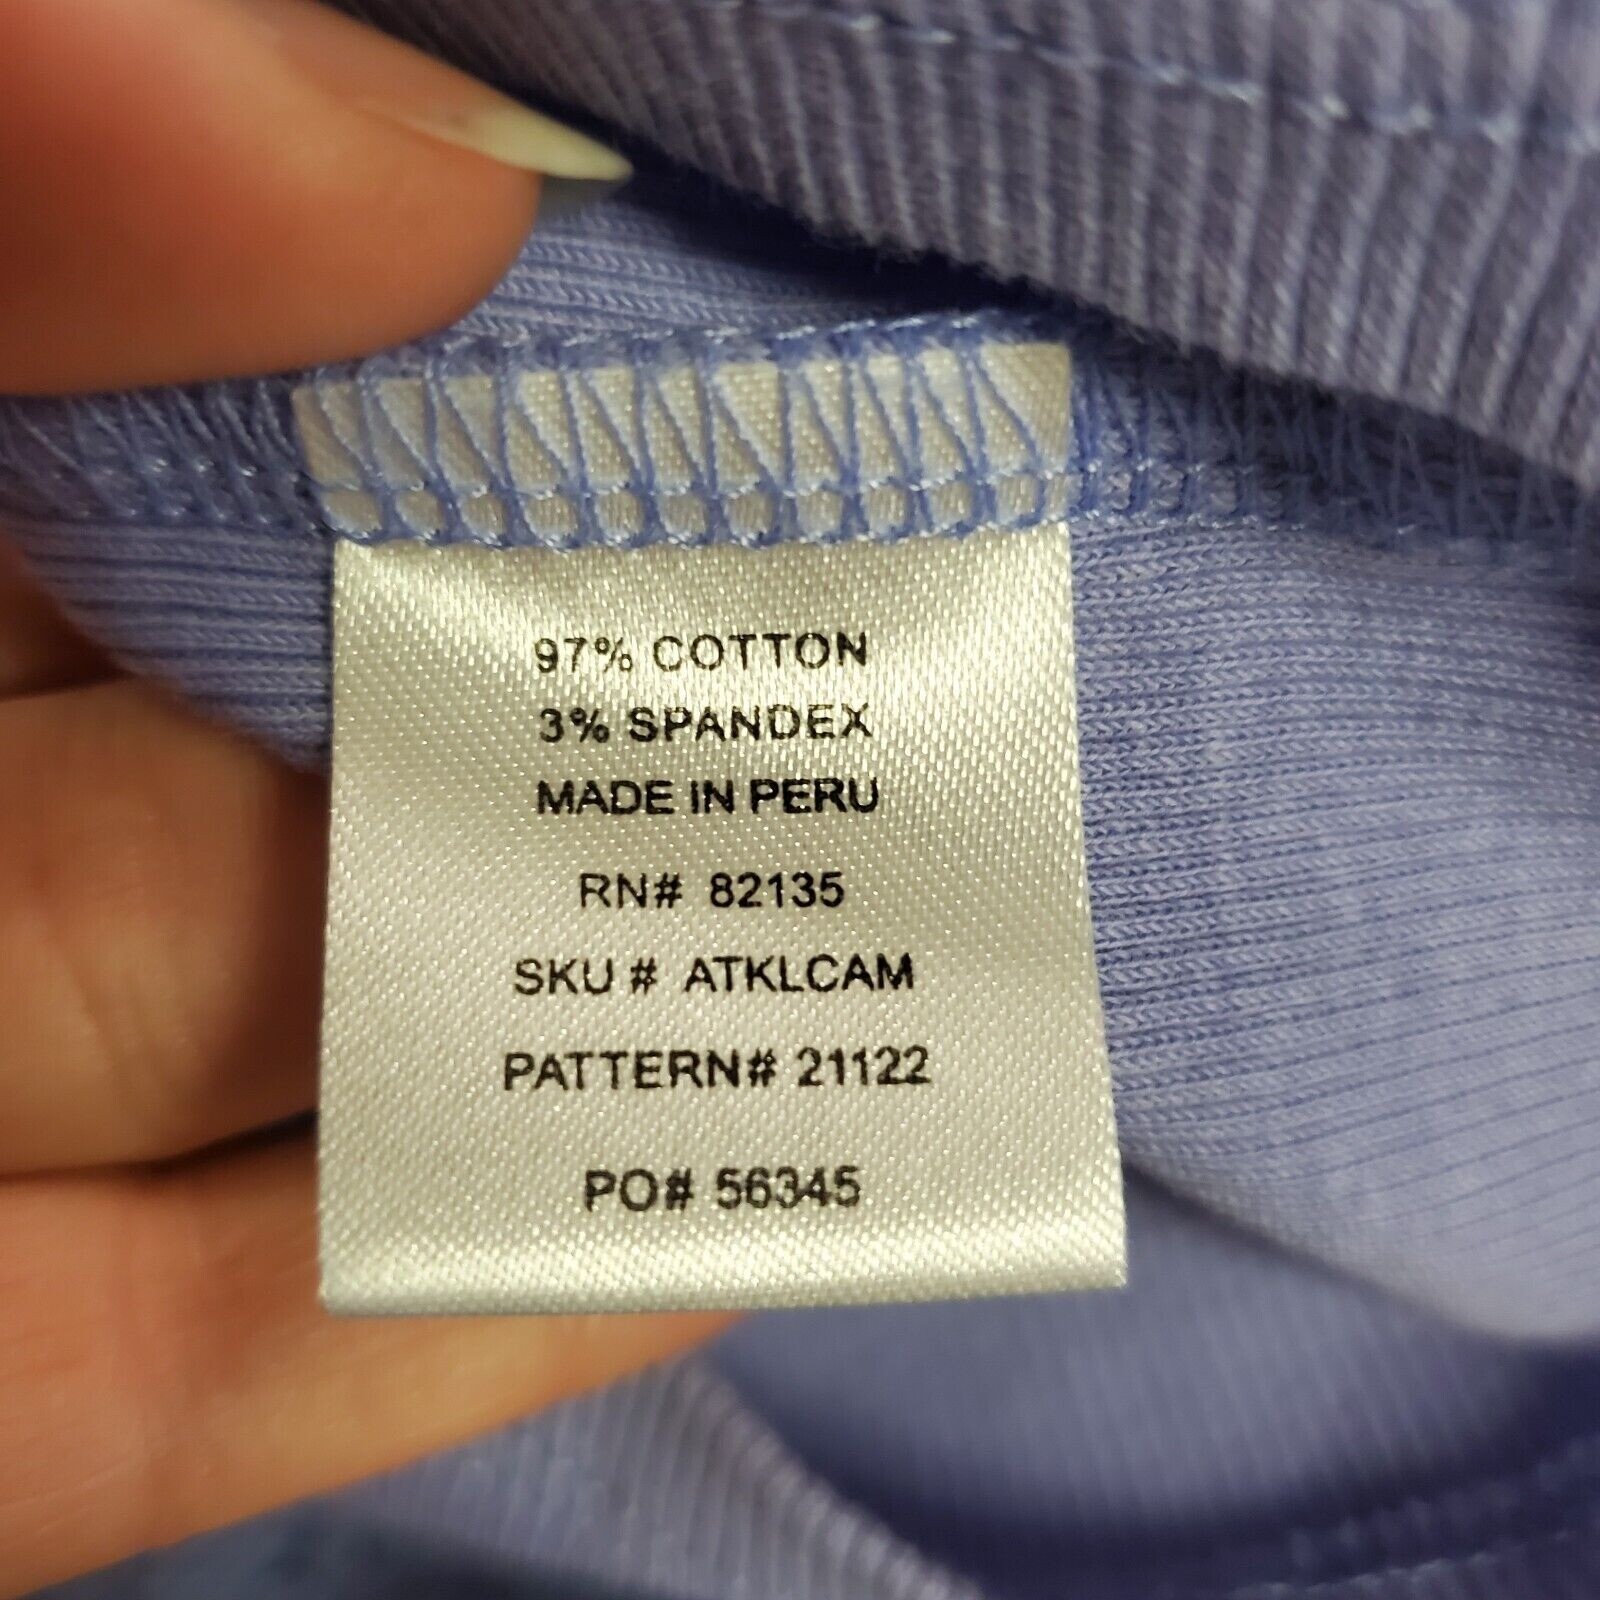 97% COTTON
3% SPANDEX
MADE IN PERU
RN# 82135
SKU # ATKLCAM
PATTERN# 21122
PO# 56345